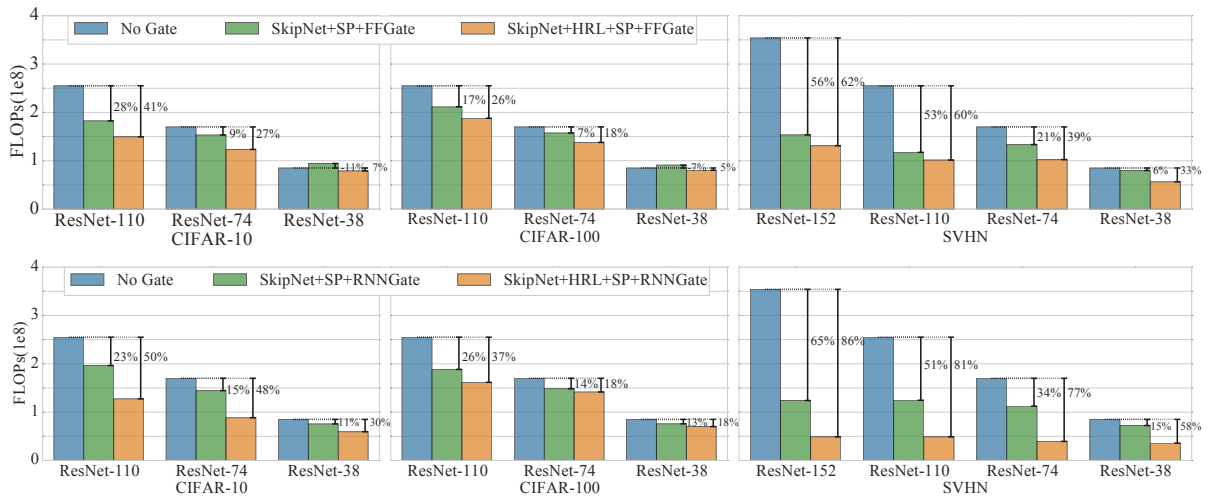 4
3
2
1
0
FLOPs(1e8)
No Gate
SkipNet+SP+FFGate
SkipNet+HRL+SP+FFGate
28% 41%
9% 27%
-11% 7%
17% 26%
7% 18%
-7% 5%
56% 62%
53% 60%
21% 39%
6% 33%
ResNet-110 ResNet-74 ResNet-38
CIFAR-10
ResNet-110 ResNet-74 ResNet-38
CIFAR-100
ResNet-152 ResNet-110 ResNet-74 ResNet-38
SVHN
4
3
2
1
0
FLOPs(1e8)
No Gate
SkipNet+SP+RNNGate
SkipNet+HRL+SP+RNNGate
23% 50%
15% 48%
11% 30%
26% 37%
14% 18%
13% 18%
65% 86%
51% 81%
34% 77%
15% 58%
ResNet-110 ResNet-74 ResNet-38
CIFAR-10
ResNet-110 ResNet-74 ResNet-38
CIFAR-100
ResNet-152 ResNet-110 ResNet-74 ResNet-38
SVHN